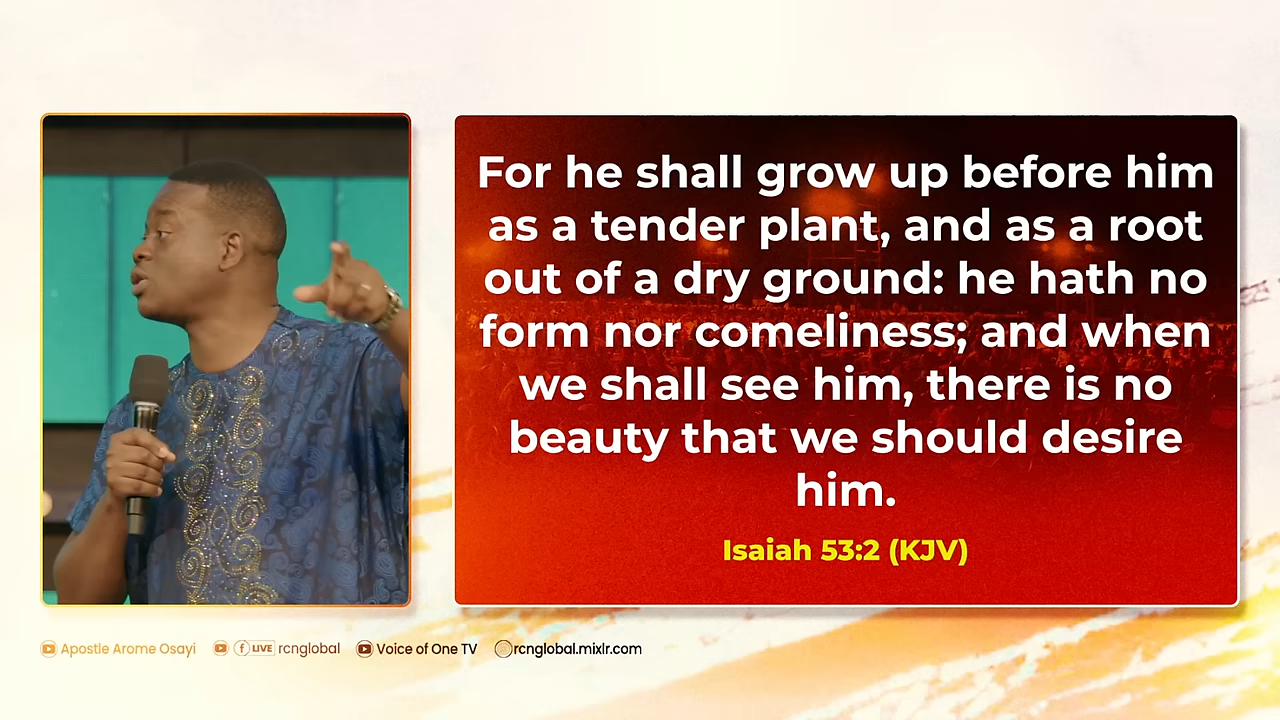 For he shall grow up before him
as a tender plant, and as a root
out of a dry ground: he hath no
form nor comeliness; and when
we shall see him, there is no
beauty that we should desire
him.
Isaiah 53:2 (KJV)
Apostle Arome Osayi LIVE rcnglobal Voice of One TV rcnglobal.mixlr.com